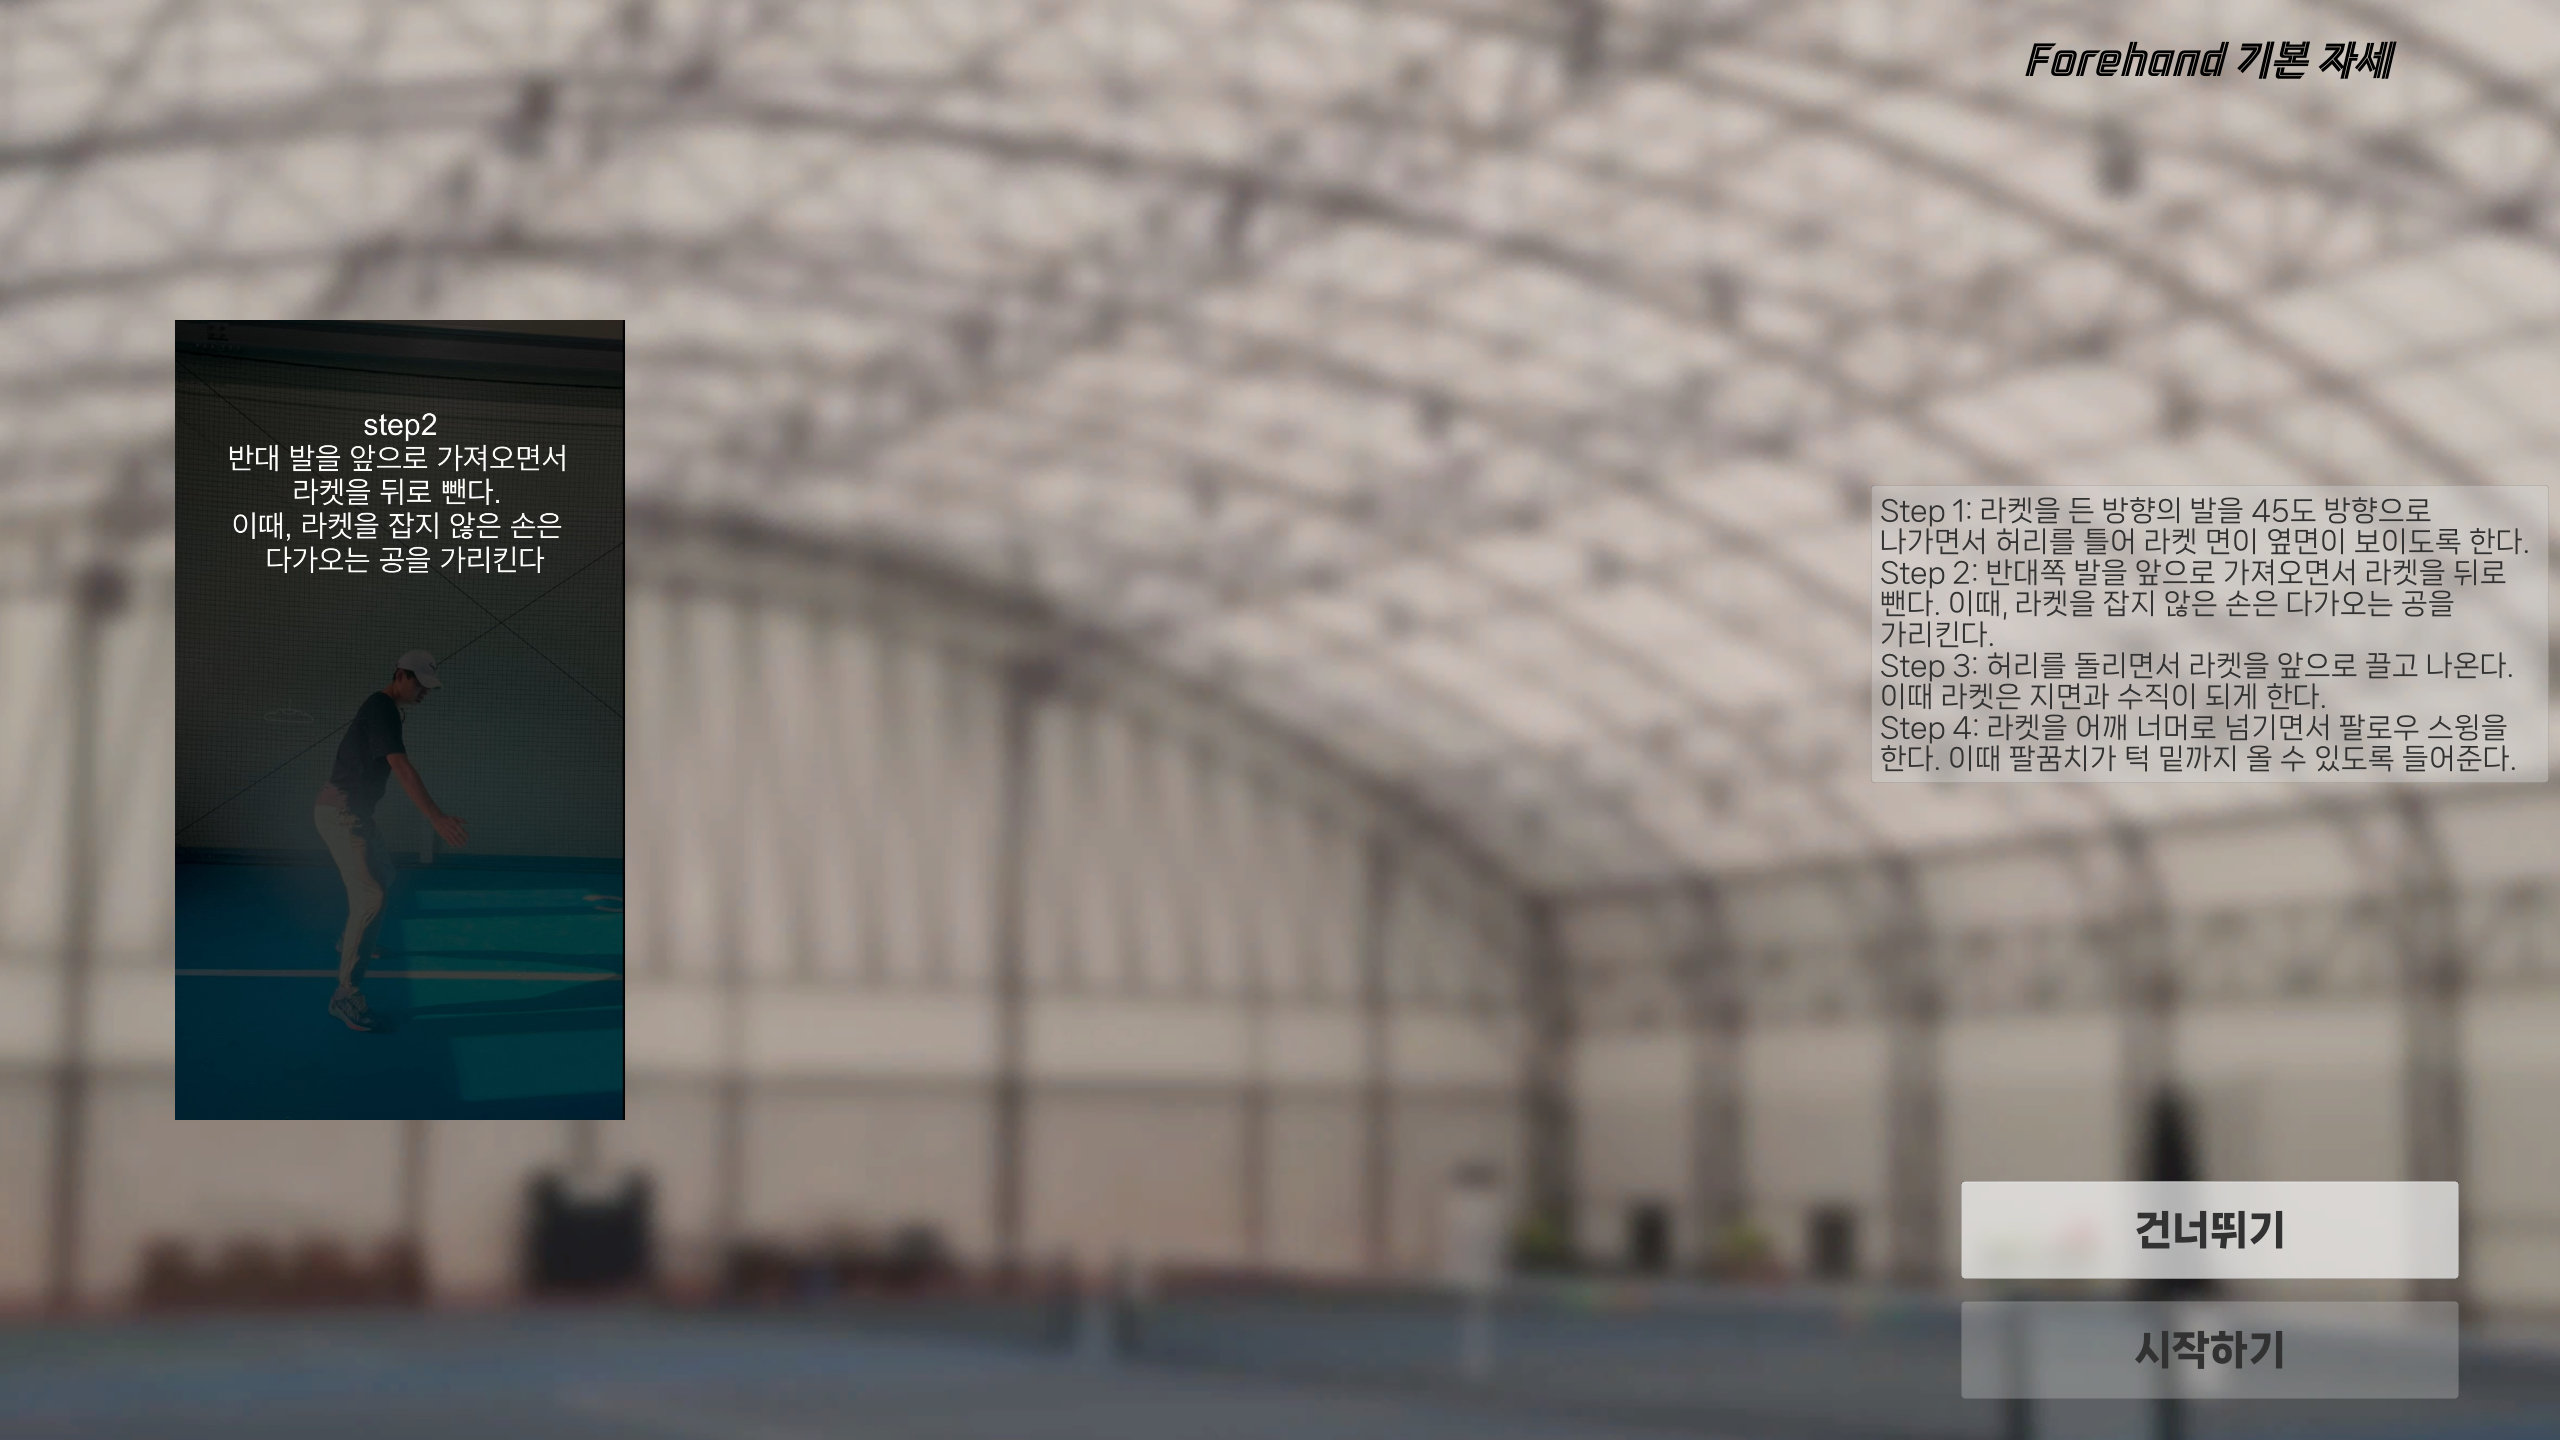 Forehand 기본 자세
step2
반대 발을 앞으로 가져오면서
라켓을 뒤로 뺀다.
이때, 라켓을 잡지 않은 손은
다가오는 공을 가리킨다
Step 1: 라켓을 든 방향의 발을 45도 방향으로
나가면서 허리를 틀어 라켓 면이 옆면이 보이도록 한다.
Step 2: 반대쪽 발을 앞으로 가져오면서 라켓을 뒤로
뺀다. 이때, 라켓을 잡지 않은 손은 다가오는 공을
가리킨다.
Step 3: 허리를 돌리면서 라켓을 앞으로 끌고 나온다.
이때 라켓은 지면과 수직이 되게 한다.
Step 4: 라켓을 어깨 너머로 넘기면서 팔로우 스윙을
한다. 이때 팔꿈치가 턱 밑까지 올 수 있도록 들어준다.
건너뛰기
시작하기